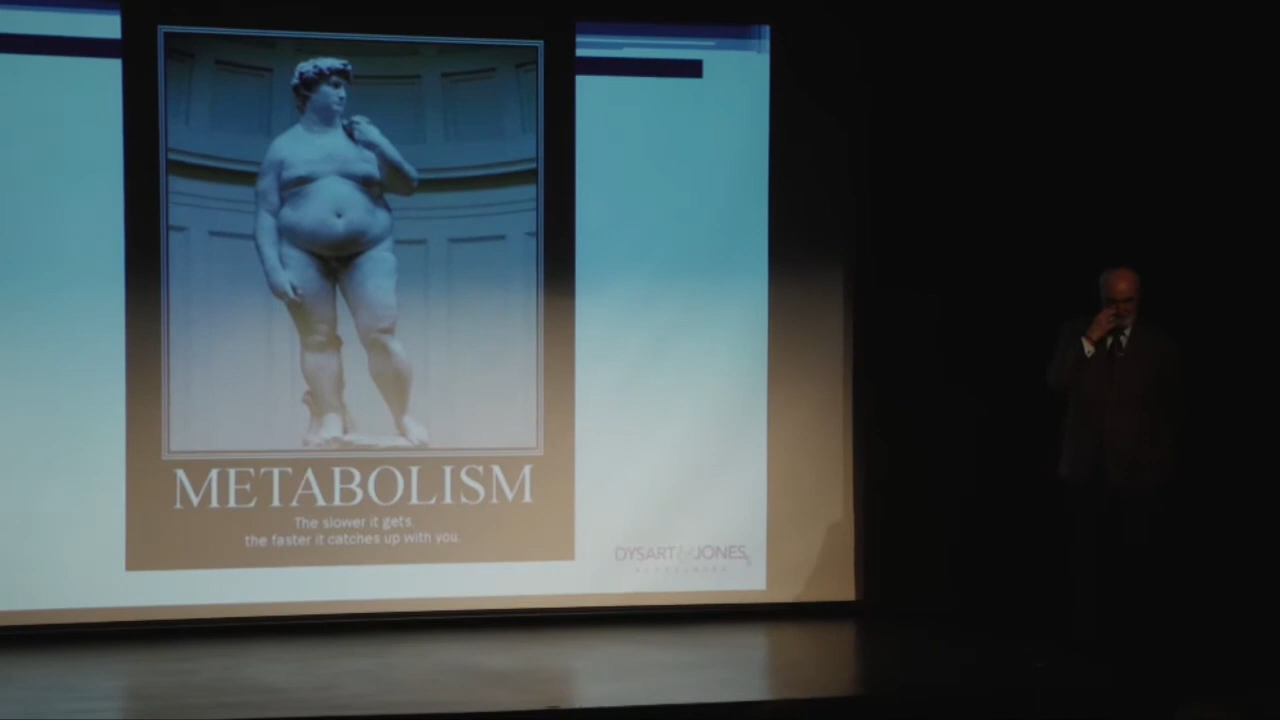 METABOLISM
The slower it gets,
the faster it catches up with you.
DYSART & JONES